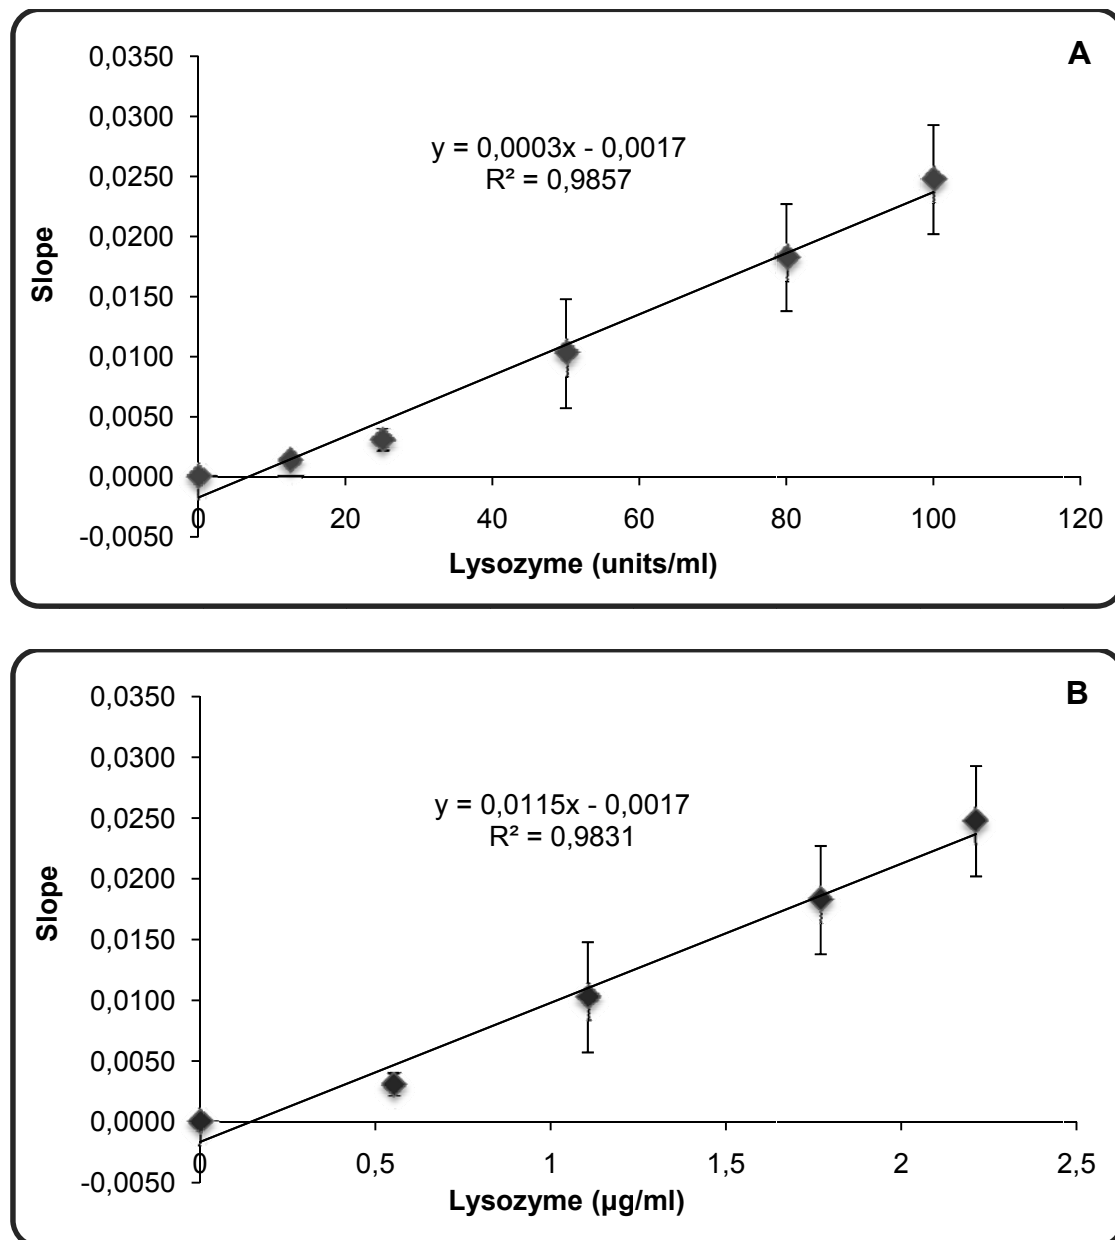 A
0,0350
0,0300
0,0250
0,0200
0,0150
0,0100
0,0050
0,0000
-0,0050
Slope
y = 0,0003x - 0,0017
R² = 0,9857
0 20 40 60 80 100 120
Lysozyme (units/ml)
B
0,0350
0,0300
0,0250
0,0200
0,0150
0,0100
0,0050
0,0000
-0,0050
Slope
y = 0,0115x - 0,0017
R² = 0,9831
0 0,5 1 1,5 2 2,5
Lysozyme (µg/ml)